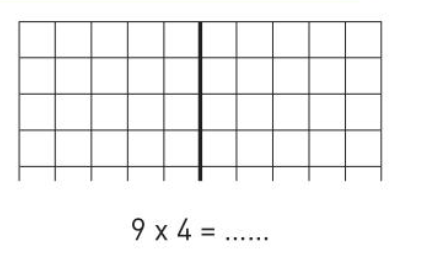 9 x 4 = ......